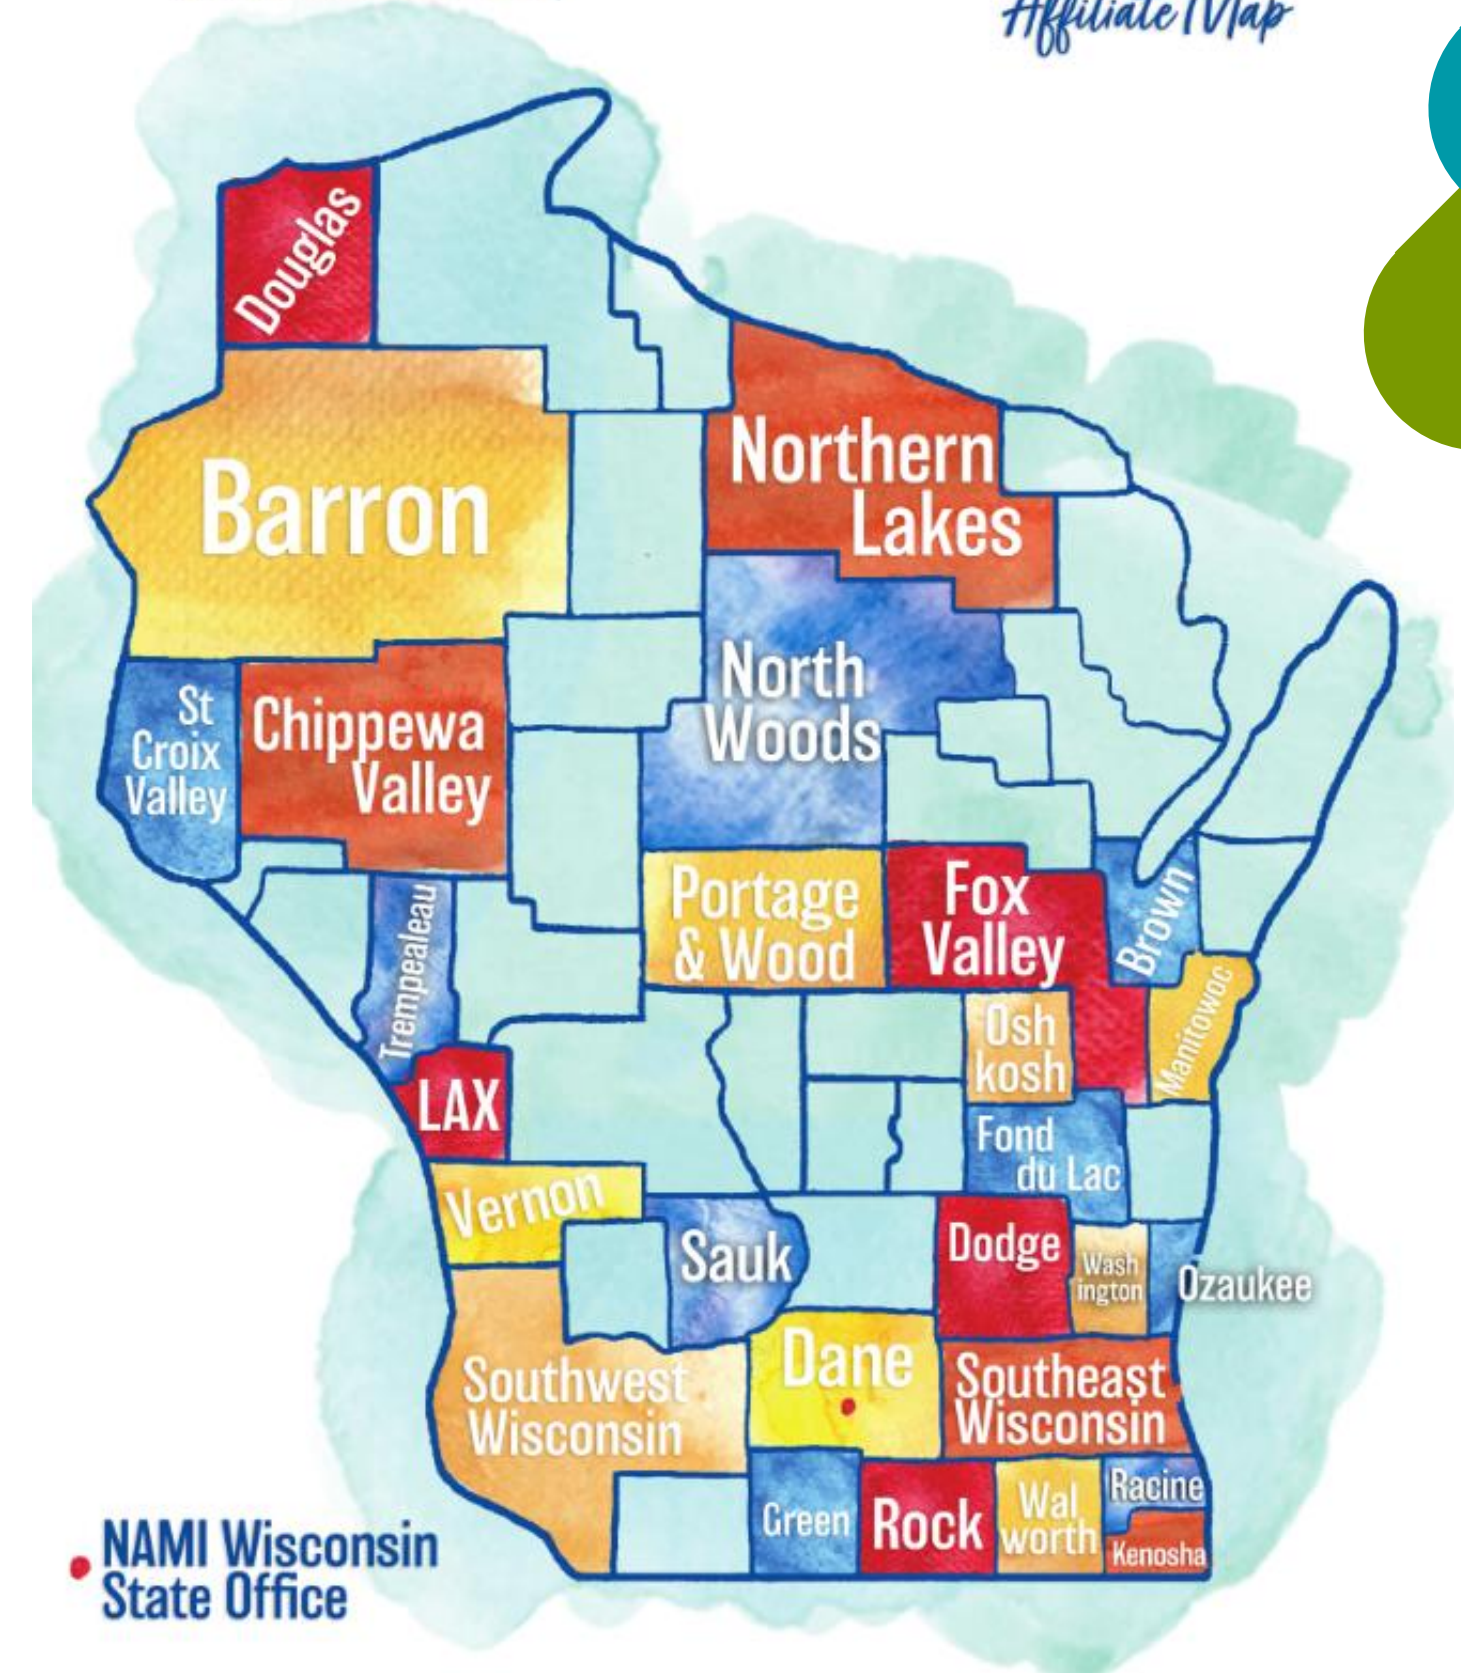 Affiliate Map
Douglas
Barron
Northern
Lakes
North
Woods
St
Croix
Valley
Chippewa
Valley
Portage
& Wood
Fox
Valley
Brown
Trempealeau
Manitowoc
Osh
kosh
LAX
Fond
du Lac
Vernon
Sauk
Dodge
Wash
ington
Ozaukee
Dane
Southwest
Wisconsin
Southeast
Wisconsin
Green
Rock
Wal
worth
Racine
Kenosha
NAMI Wisconsin
State Office